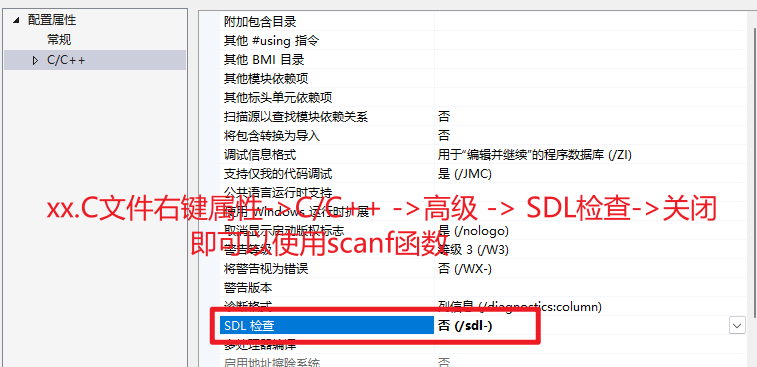 配置属性
常规
C/C++
附加包含目录
其他 #using 指令
其他 BMI 目录
其他模块依赖项
其他标头单元依赖项
扫描源以查找模块依赖关系 否
将包含转换为导入 否
调试信息格式 用于“编辑并继续”的程序数据库 (/ZI)
支持仅我的代码调试 是 (/JMC)
公共语言运行时支持
xx.C文件右键属性->C/C++ ->高级 -> SDL检查->关闭
使用 Windows 运行时扩展
取消显示启动版权标志 是 (/nologo)
即可以使用scanf函数
警告等级 等级 3 (/W3)
将警告视为错误 否 (/WX-)
警告版本
诊断格式 列信息 (/diagnostics:column)
SDL 检查 否 (/sdl-)
多处理器编译
启用地址擦除系统 否